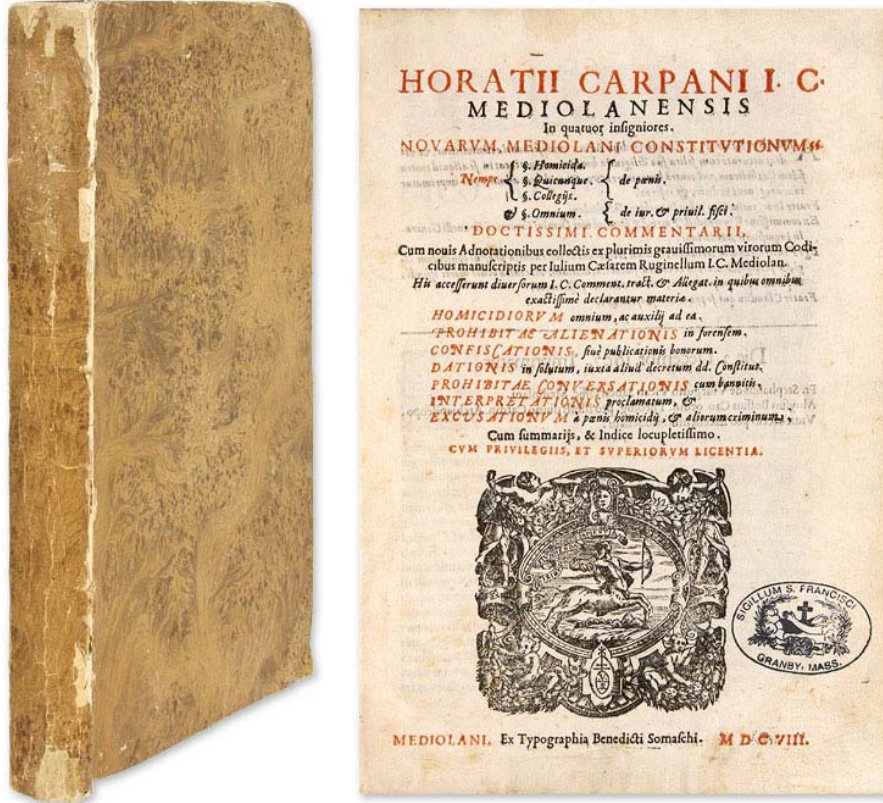 HORATII CARPANI I. C.
MEDIOLANENSIS
In quatuor insigniores.
NOVARVM, MEDIOLANI CONSTITVTIONVM
Nempe. { §. Homicida.
§. Quicunque. { de pœnis.
§. Collegijs.
& §. Omnium. { de iur. & priuil. fisci.
DOCTISSIMI COMMENTARII,
Cum nouis Adnotationibus collectis ex plurimis grauissimorum virorum Codi-
cibus manuscriptis per Iulium Cæsarem Ruginellum I.C. Mediolan.
His accesserunt diuersorum I. C. Comment. tract. & Allegat. in quibus omnibus
exactissimè declarantur materiæ.
HOMICIDIORVM omnium, ac auxilij ad ea.
PROHIBITAE ALIENATIONIS in forensem,
CONFISCATIONIS, siuè publicationis bonorum.
DATIONIS in solutum, iuxta aliud decretum dd. Constitut.
PROHIBITAE CONVERSATIONIS cum bannitis,
INTERPRETATIONIS proclamatum, &
EXCVSATIONVM à pœnis homicidij, & aliorum criminum,
Cum summarijs, & Indice locupletissimo.
CVM PRIVILEGIIS, ET SVPERIORVM LICENTIA.
SIGILLUM S. FRANCISCI
GRANBY, MASS.
MEDIOLANI. Ex Typographia Benedicti Somaschi. M D C VIII.